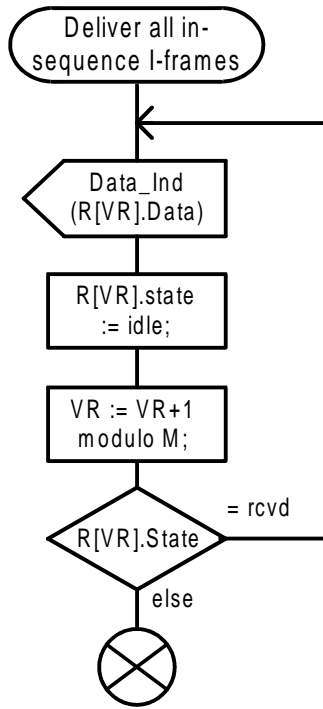 Deliver all in-
sequence I-frames
Data_Ind
(R[VR].Data)
R[VR].state
:= idle;
VR := VR+1
modulo M;
= rcvd
R[VR].State
else